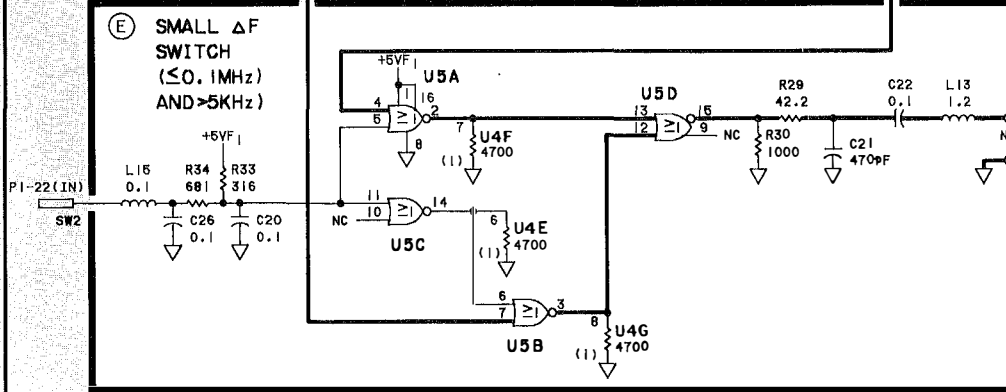 E SMALL ΔF
SWITCH
(≤0.1MHz)
AND>5KHz)
+5VF
1
U5A
1
16
4
5
2
8
7
U4F
4700
(1)
U5D
13
12
15
9
NC
R29
42.2
R30
1000
C22
0.1
L13
1.2
C21
470pF
+5VF
1
P1-22(IN)
SW2
L15
0.1
R34
681
R33
316
C26
0.1
C20
0.1
11
10
NC
14
U5C
6
U4E
4700
(1)
6
7
3
U5B
8
U4G
4700
(1)